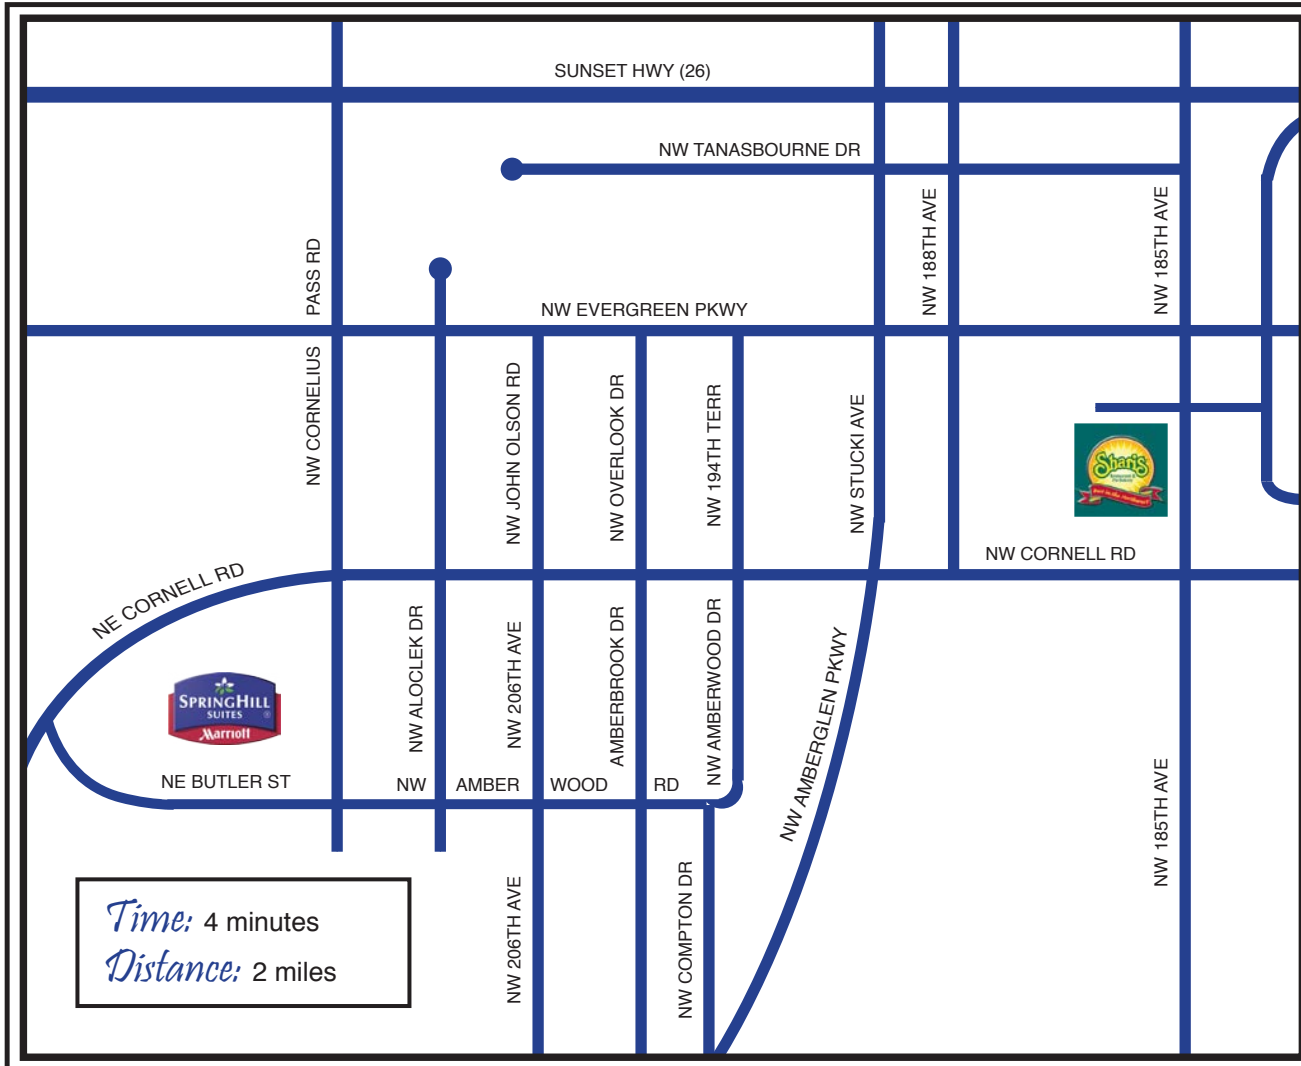 SUNSET HWY (26)
NW TANASBOURNE DR
NW 188TH AVE
NW 185TH AVE
PASS RD
NW EVERGREEN PKWY
NW CORNELIUS
NW JOHN OLSON RD
NW OVERLOOK DR
NW 194TH TERR
NW STUCKI AVE
Shari's
NW CORNELL RD
NE CORNELL RD
NW ALOCLEK DR
NW 206TH AVE
AMBERBROOK DR
NW AMBERWOOD DR
NW AMBERGLEN PKWY
SPRINGHILL
SUITES ®
Marriott
NE BUTLER ST
NW AMBER WOOD RD
NW 185TH AVE
NW 206TH AVE
NW COMPTON DR
Time: 4 minutes
Distance: 2 miles